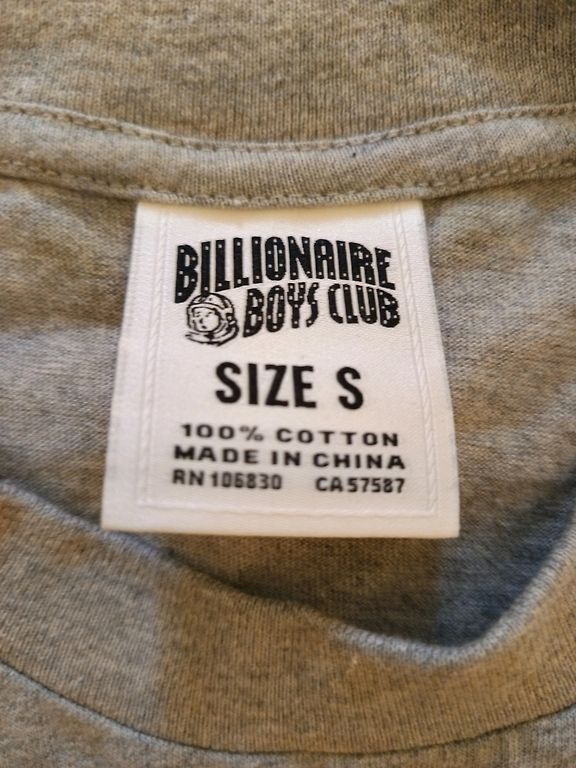 BILLIONAIRE
BOYS CLUB
SIZE S
100% COTTON
MADE IN CHINA
RN 106830 CA 57587